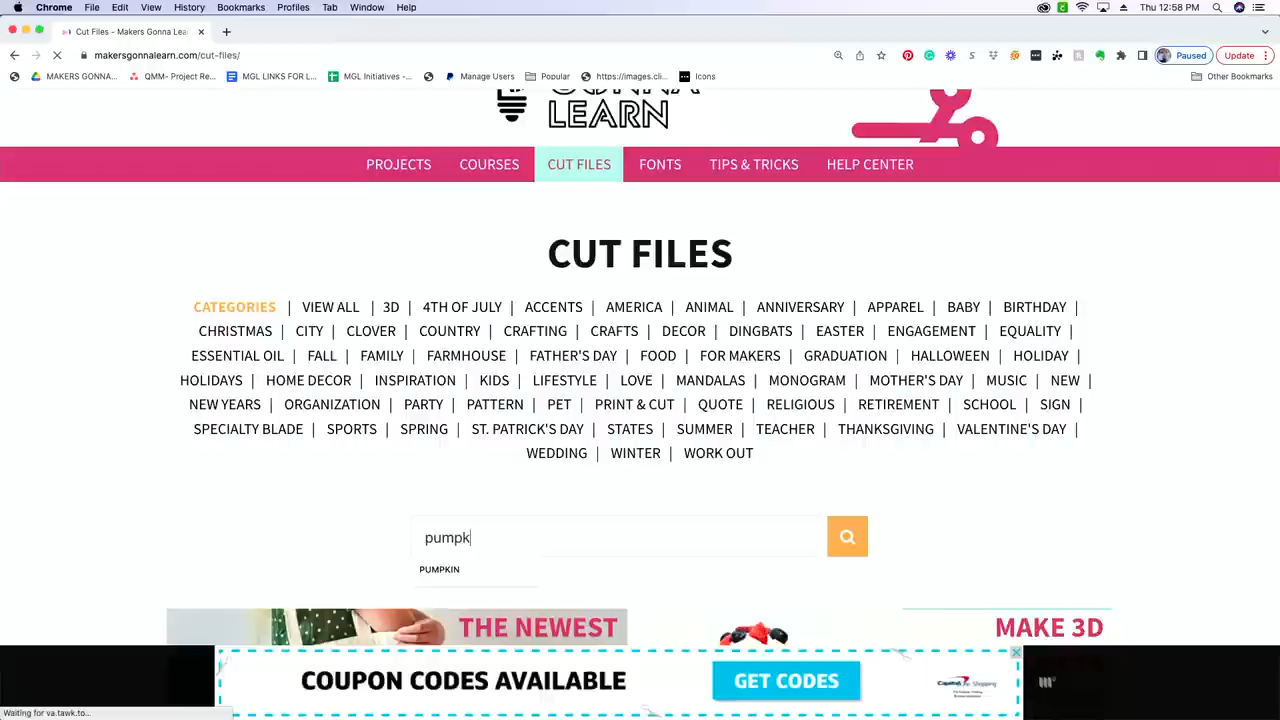 Chrome File Edit View History Bookmarks Profiles Tab Window Help Thu 12:58 PM
Cut Files - Makers Gonna Lea
makersgonnalearn.com/cut-files/ Paused Update
MAKERS GONNA... QMM- Project Re... MGL LINKS FOR L... MGL Initiatives -... Manage Users Popular https://images.cli... Icons Other Bookmarks
GONNA
LEARN
PROJECTS COURSES CUT FILES FONTS TIPS & TRICKS HELP CENTER
CUT FILES
CATEGORIES | VIEW ALL | 3D | 4TH OF JULY | ACCENTS | AMERICA | ANIMAL | ANNIVERSARY | APPAREL | BABY | BIRTHDAY |
CHRISTMAS | CITY | CLOVER | COUNTRY | CRAFTING | CRAFTS | DECOR | DINGBATS | EASTER | ENGAGEMENT | EQUALITY |
ESSENTIAL OIL | FALL | FAMILY | FARMHOUSE | FATHER'S DAY | FOOD | FOR MAKERS | GRADUATION | HALLOWEEN | HOLIDAY |
HOLIDAYS | HOME DECOR | INSPIRATION | KIDS | LIFESTYLE | LOVE | MANDALAS | MONOGRAM | MOTHER'S DAY | MUSIC | NEW |
NEW YEARS | ORGANIZATION | PARTY | PATTERN | PET | PRINT & CUT | QUOTE | RELIGIOUS | RETIREMENT | SCHOOL | SIGN |
SPECIALTY BLADE | SPORTS | SPRING | ST. PATRICK'S DAY | STATES | SUMMER | TEACHER | THANKSGIVING | VALENTINE'S DAY |
WEDDING | WINTER | WORK OUT
pumpk
PUMPKIN
THE NEWEST MAKE 3D
COUPON CODES AVAILABLE GET CODES
Waiting for va.tawk.to...